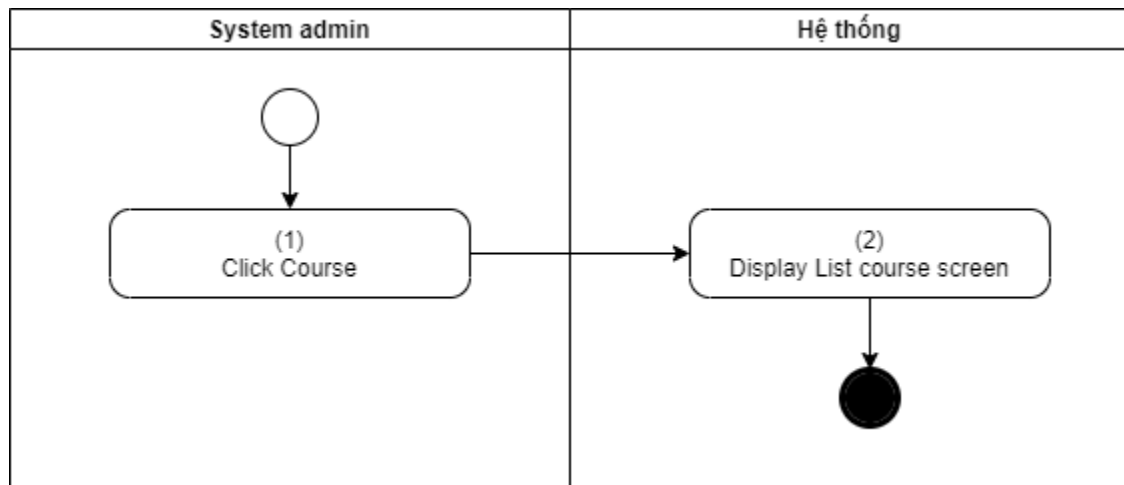 System admin
Hệ thống
(1)
Click Course
(2)
Display List course screen